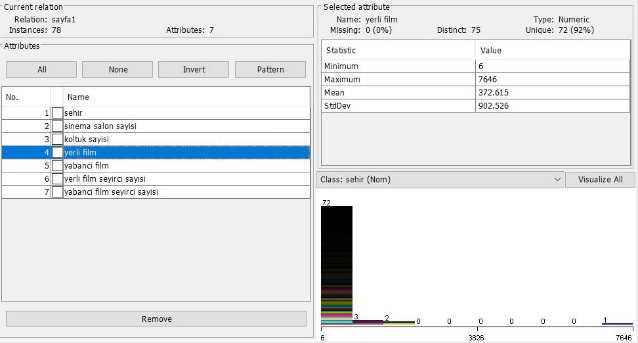 Current relation
Relation: sayfa1
Instances: 78 Attributes: 7
Attributes
All None Invert Pattern
No. Name
1 sehir
2 sinema salon sayisi
3 koltuk sayisi
4 yerli film
5 yabanci film
6 yerli film seyirci sayisi
7 yabanci film seyirci sayisi
Remove
Selected attribute
Name: yerli film Type: Numeric
Missing: 0 (0%) Distinct: 75 Unique: 72 (92%)
Statistic Value
Minimum 6
Maximum 7646
Mean 372.615
StdDev 902.526
Class: sehir (Nom) Visualize All
72
3 2 0 0 0 0 0 0 1
6 3826 7646